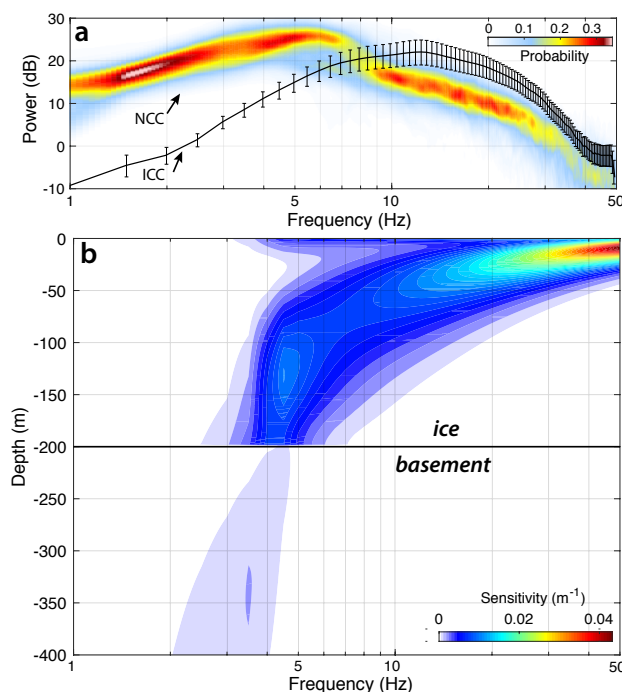 a
30
20
10
0
-10
Power (dB)
NCC
ICC
0 0.1 0.2 0.3
Probability
1 5 10 50
Frequency (Hz)
b
0
-50
-100
-150
-200
-250
-300
-350
-400
Depth (m)
ice
basement
Sensitivity (m⁻¹)
0 0.02 0.04
1 5 10 50
Frequency (Hz)